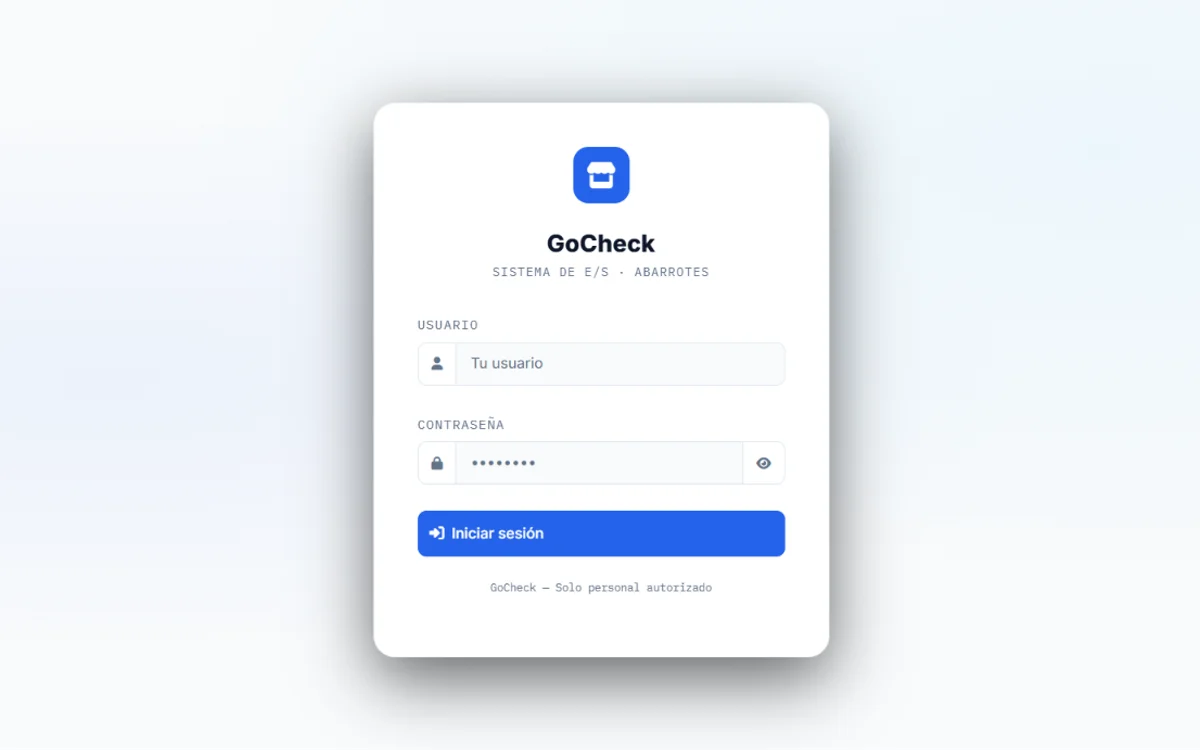 GoCheck
SISTEMA DE E/S · ABARROTES
USUARIO
Tu usuario
CONTRASEÑA
••••••••
Iniciar sesión
GoCheck — Solo personal autorizado